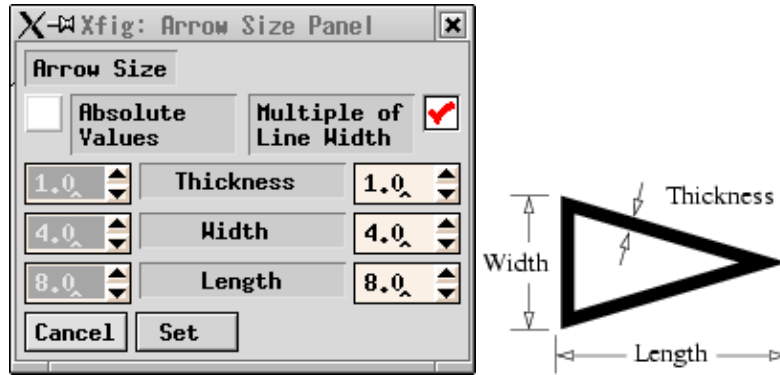 Xfig: Arrow Size Panel
Arrow Size
Absolute Values
Multiple of Line Width
1.0 Thickness 1.0
4.0 Width 4.0
8.0 Length 8.0
Cancel Set
Thickness
Width
Length